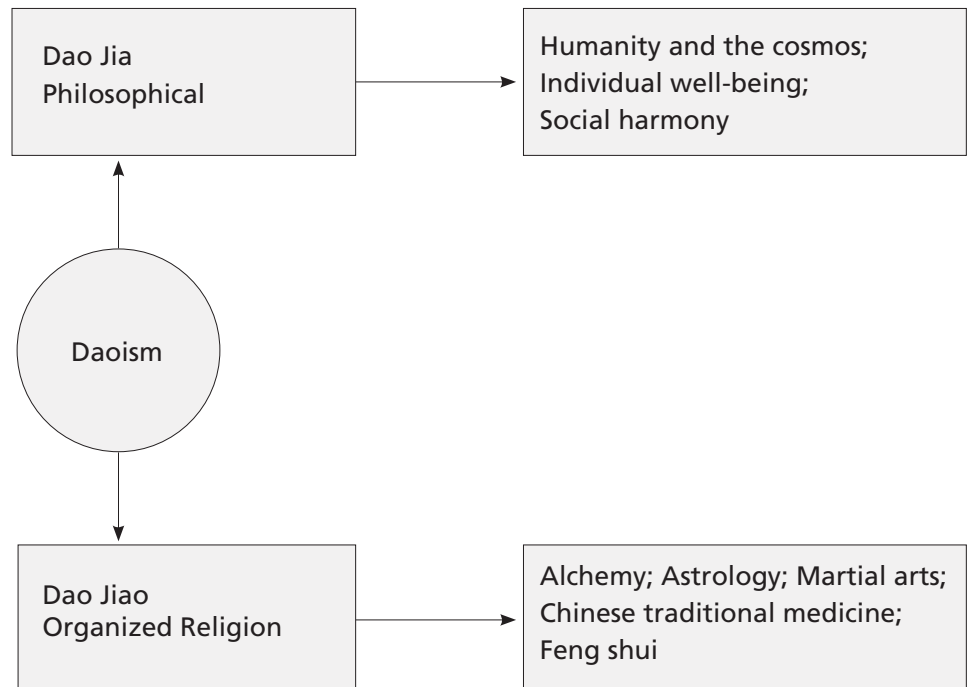 Dao Jia
Philosophical
Humanity and the cosmos;
Individual well-being;
Social harmony
Daoism
Dao Jiao
Organized Religion
Alchemy; Astrology; Martial arts;
Chinese traditional medicine;
Feng shui